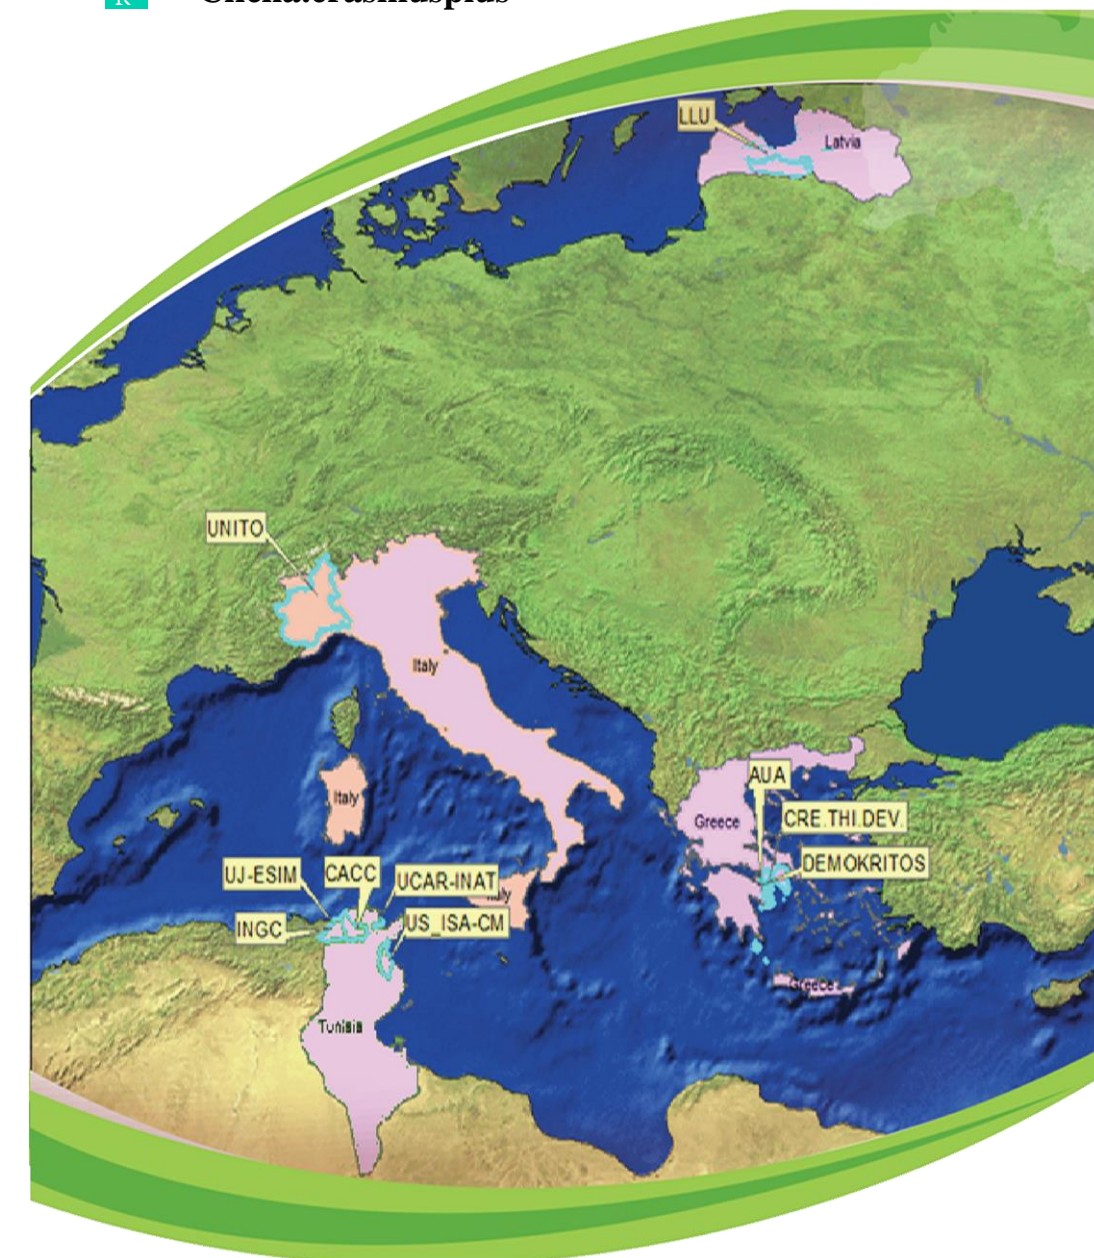 LLU
Latvia
UNITO
Italy
Italy
AUA
Greece
CRE.THI.DEV.
DEMOKRITOS
UJ-ESIM
CACC
UCAR-INAT
Italy
INGC
US_ISA-CM
Greece
Tunisia